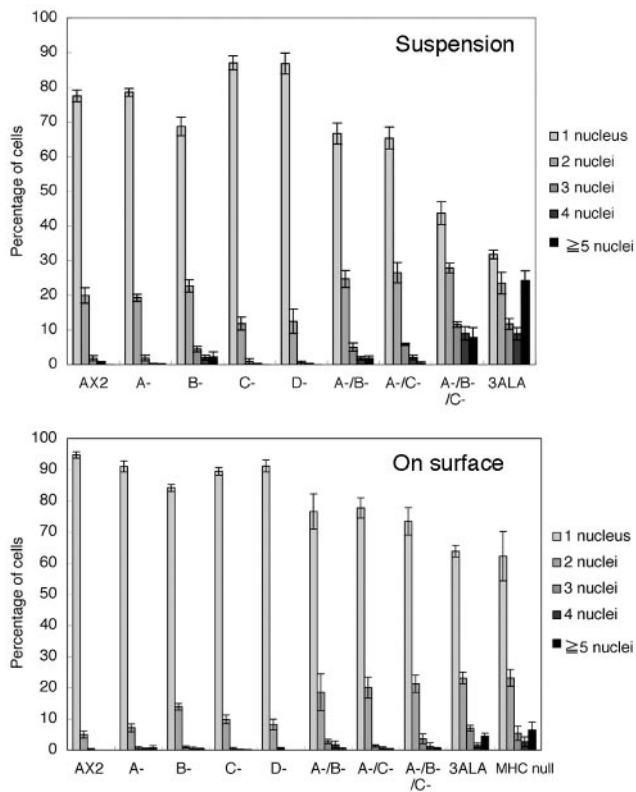 Suspension
Percentage of cells
100
90
80
70
60
50
40
30
20
10
0
1 nucleus
2 nuclei
3 nuclei
4 nuclei
≧5 nuclei
AX2 A- B- C- D- A-/B- A-/C- A-/B- 3ALA
/C-
On surface
Percentage of cells
100
90
80
70
60
50
40
30
20
10
0
1 nucleus
2 nuclei
3 nuclei
4 nuclei
≧5 nuclei
AX2 A- B- C- D- A-/B- A-/C- A-/B- 3ALA MHC null
/C-